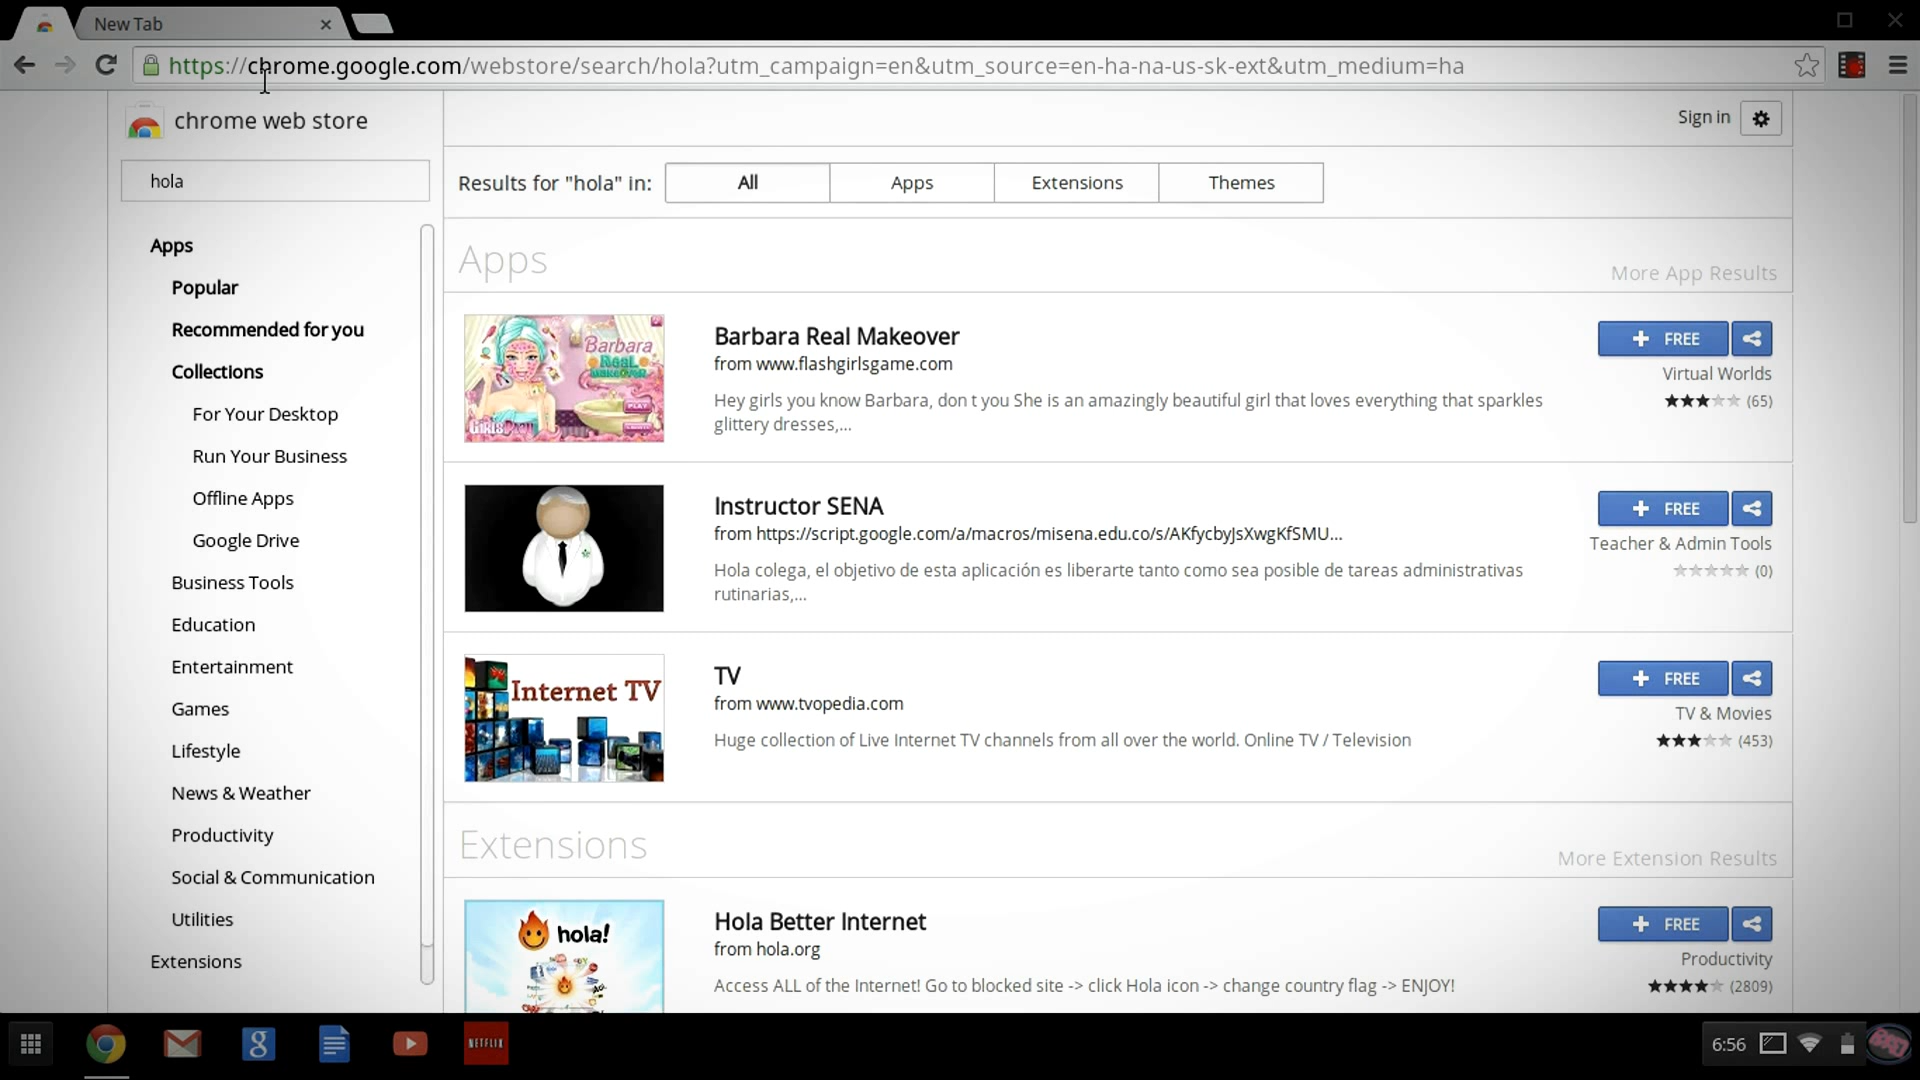 New Tab
https://chrome.google.com/webstore/search/hola?utm_campaign=en&utm_source=en-ha-na-us-sk-ext&utm_medium=ha
chrome web store
Sign in
hola
Results for "hola" in:
All
Apps
Extensions
Themes
Apps
Popular
Recommended for you
Collections
For Your Desktop
Run Your Business
Offline Apps
Google Drive
Business Tools
Education
Entertainment
Games
Lifestyle
News & Weather
Productivity
Social & Communication
Utilities
Extensions
Apps
More App Results
Barbara
Real
Makeover
PLAY
Barbara Real Makeover
from www.flashgirlsgame.com
Hey girls you know Barbara, don t you She is an amazingly beautiful girl that loves everything that sparkles
glittery dresses,...
FREE
Virtual Worlds
(65)
Instructor SENA
from https://script.google.com/a/macros/misena.edu.co/s/AKfycbyJsXwgKfSMU...
Hola colega, el objetivo de esta aplicación es liberarte tanto como sea posible de tareas administrativas
rutinarias,...
FREE
Teacher & Admin Tools
(0)
Internet TV
TV
from www.tvopedia.com
Huge collection of Live Internet TV channels from all over the world. Online TV / Television
FREE
TV & Movies
(453)
Extensions
More Extension Results
hola!
Hola Better Internet
from hola.org
Access ALL of the Internet! Go to blocked site -> click Hola icon -> change country flag -> ENJOY!
FREE
Productivity
(2809)
NETFLIX
6:56